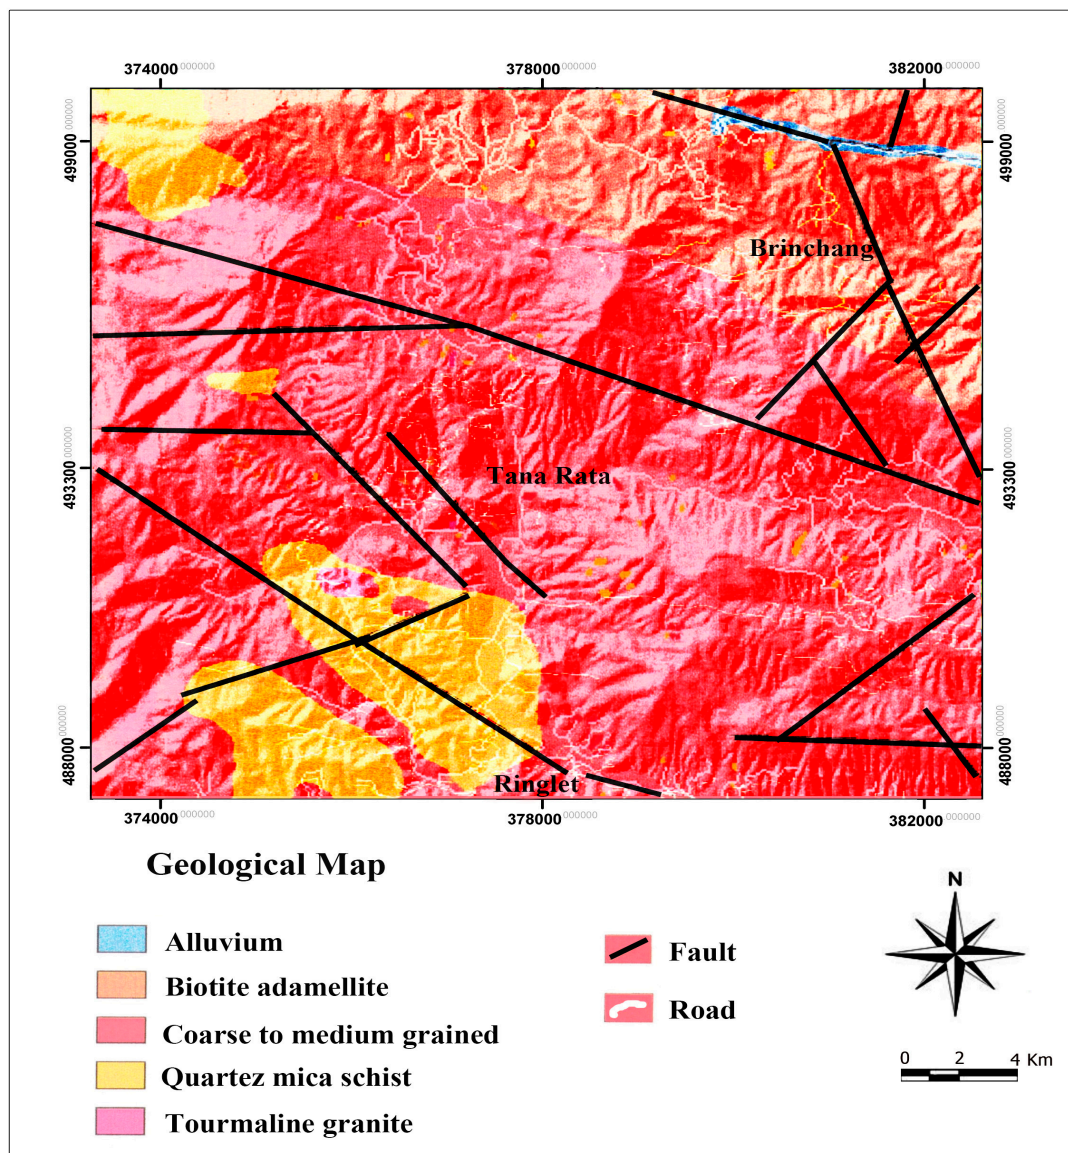 374000.000000 378000.000000 382000.000000
499000.000000 499000.000000
Brinchang
493300.000000 493300.000000
Tana Rata
488000.000000 488000.000000
Ringlet
374000.000000 378000.000000 382000.000000
Geological Map
N
Alluvium
Fault
Biotite adamellite
Road
Coarse to medium grained
0 2 4 Km
Quartez mica schist
Tourmaline granite